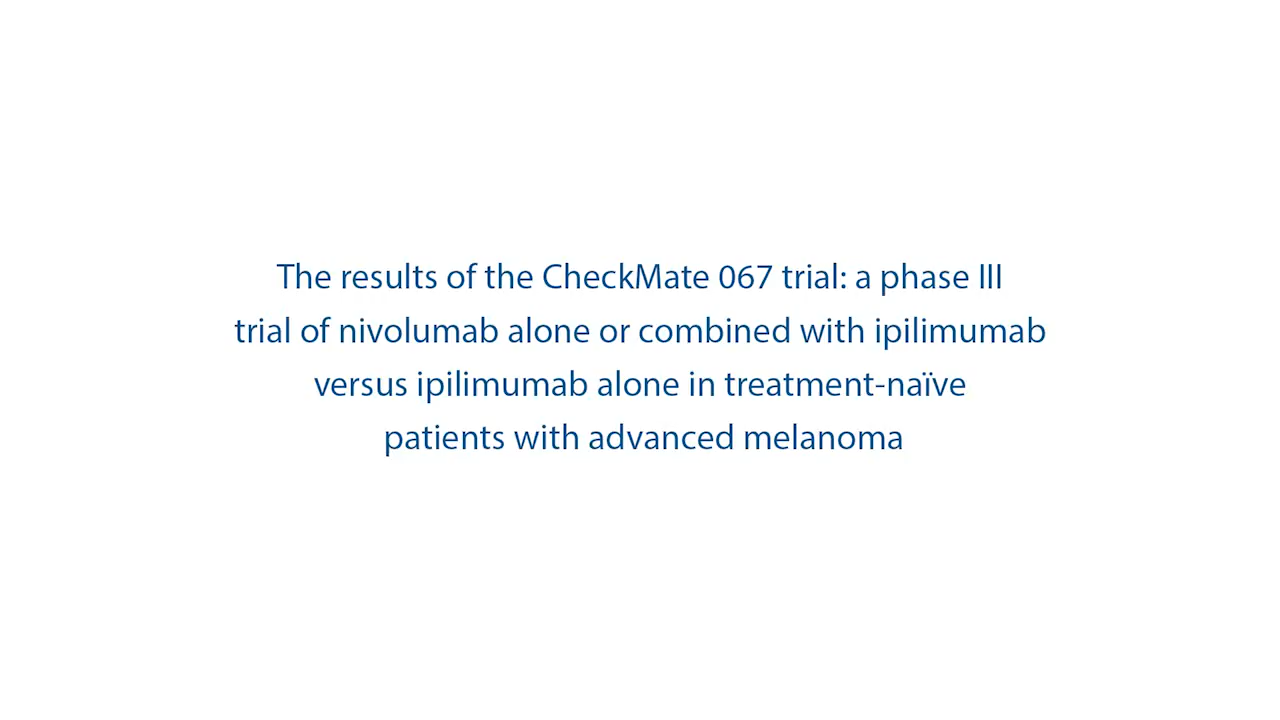 The results of the CheckMate 067 trial: a phase III
trial of nivolumab alone or combined with ipilimumab
versus ipilimumab alone in treatment-naïve
patients with advanced melanoma